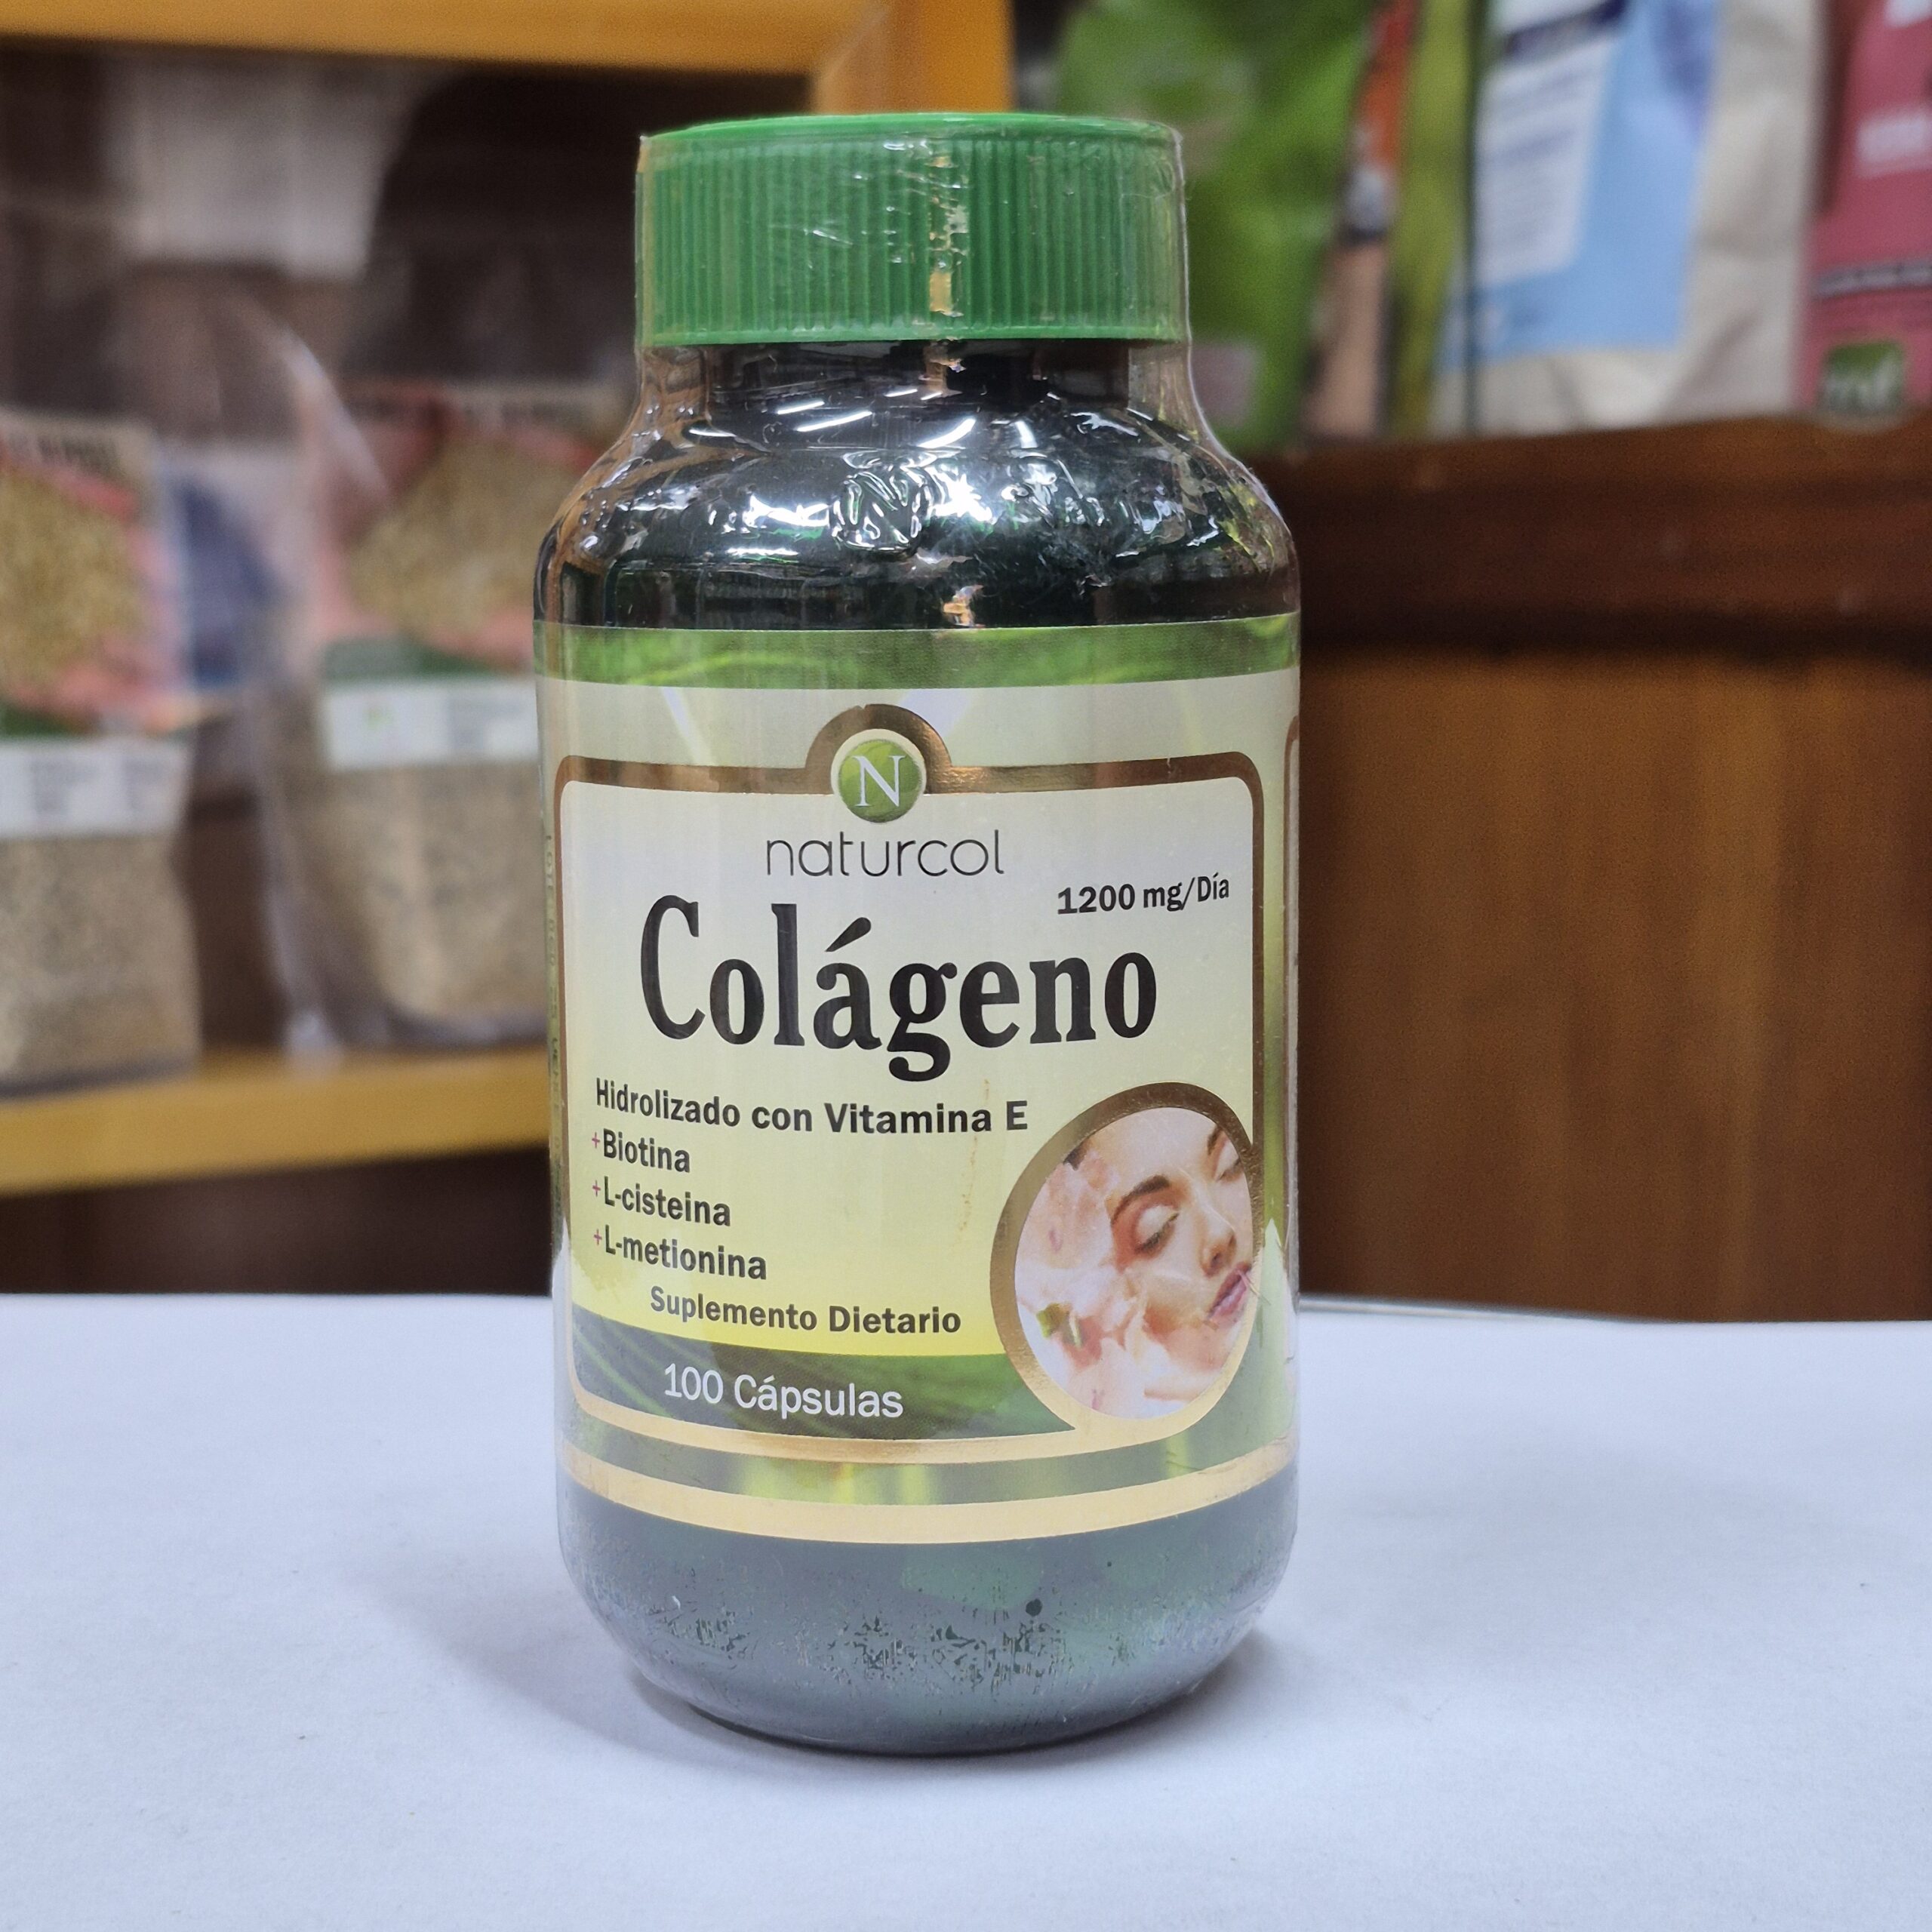 N
N
naturcol
1200 mg/Día
Colágeno
Hidrolizado con Vitamina E
+Biotina
+L-cisteina
+L-metionina
Suplemento Dietario
100 Cápsulas